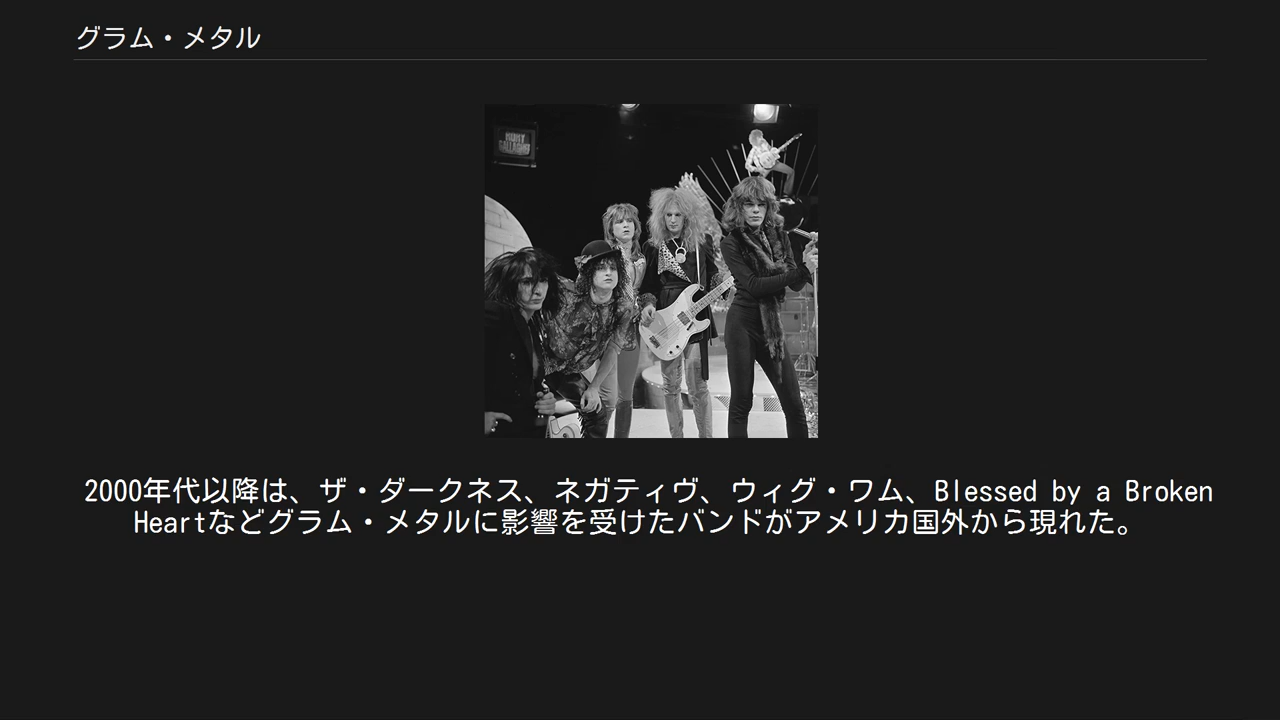 グラム・メタル
2000年代以降は、ザ・ダークネス、ネガティヴ、ウィグ・ワム、Blessed by a Broken
Heartなどグラム・メタルに影響を受けたバンドがアメリカ国外から現れた。